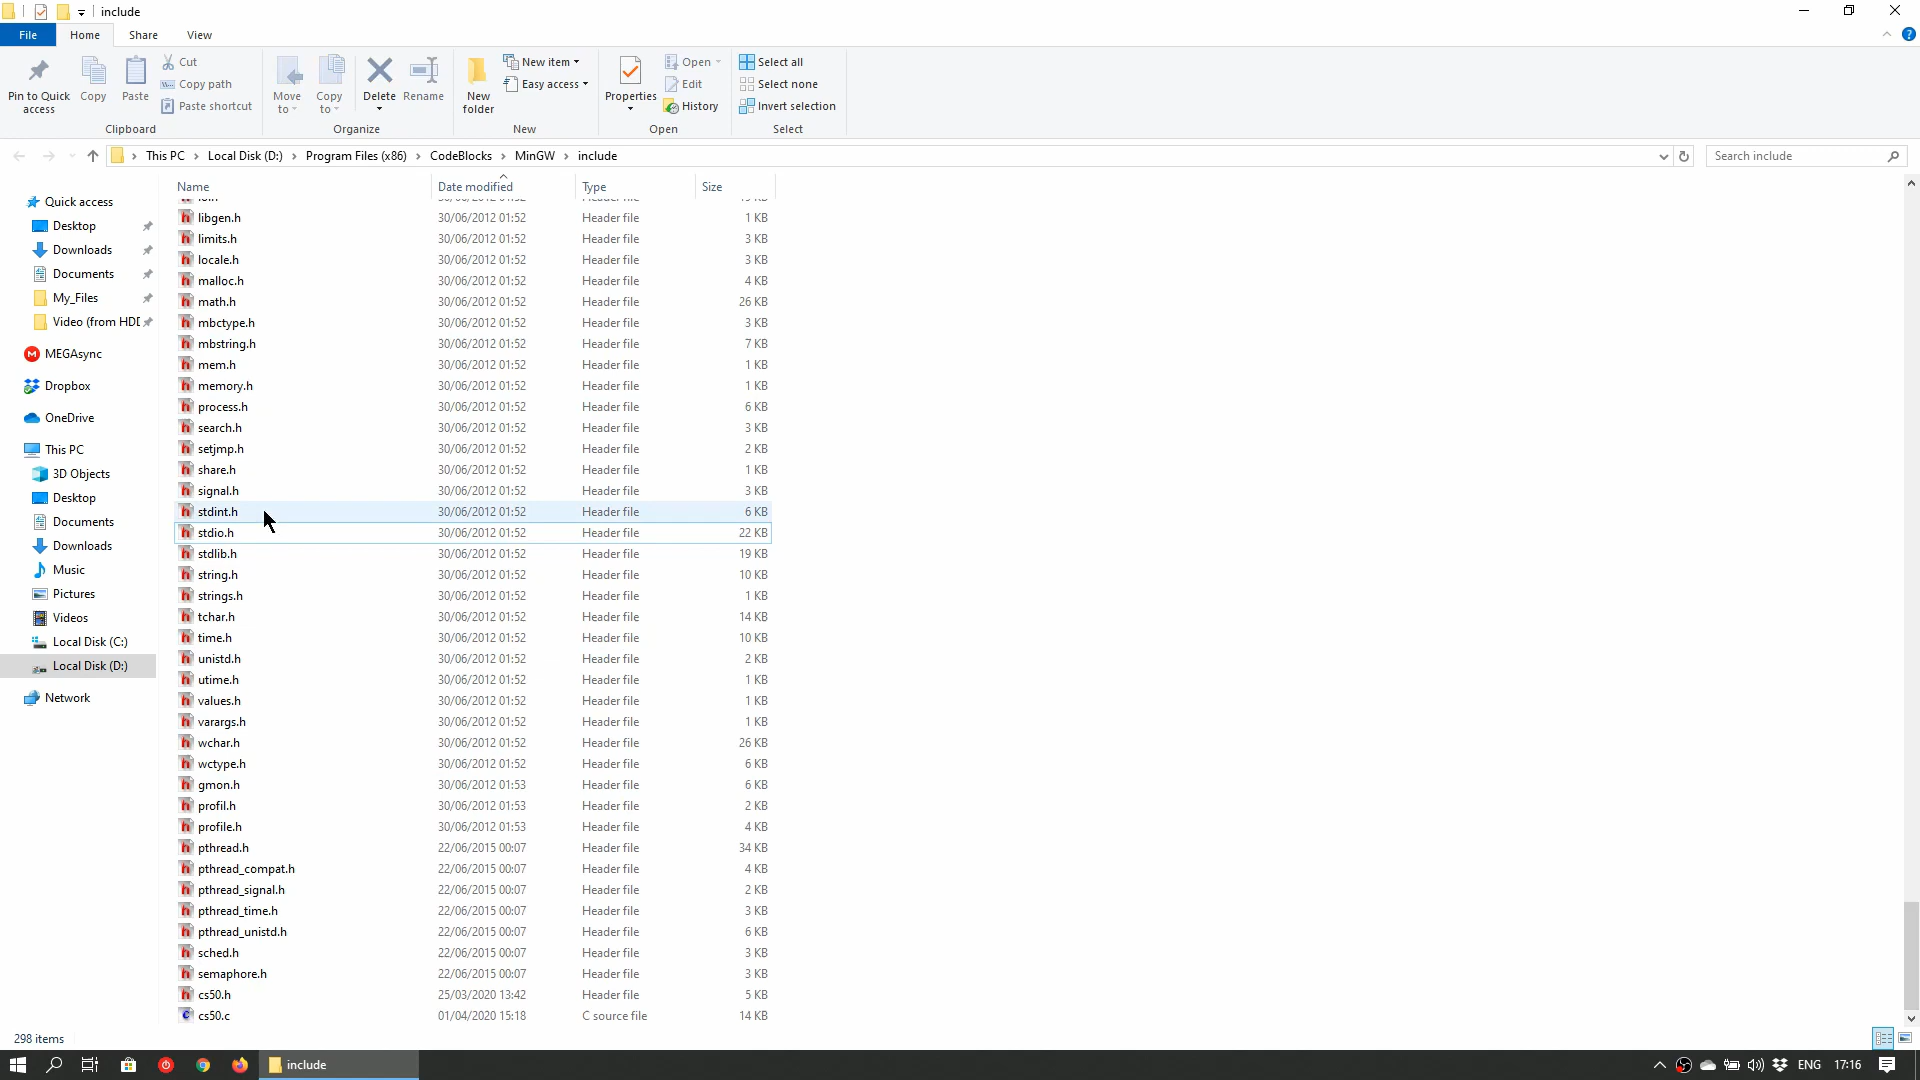 include
File Home Share View
Pin to Quick access
Copy
Paste
Cut
Copy path
Paste shortcut
Clipboard
Move to
Copy to
Delete
Rename
Organize
New folder
New item
Easy access
New
Properties
Open
Edit
History
Open
Select all
Select none
Invert selection
Select
This PC > Local Disk (D:) > Program Files (x86) > CodeBlocks > MinGW > include
Search include
Quick access
Desktop
Downloads
Documents
My_Files
Video (from HDD
MEGAsync
Dropbox
OneDrive
This PC
3D Objects
Desktop
Documents
Downloads
Music
Pictures
Videos
Local Disk (C:)
Local Disk (D:)
Network
Name Date modified Type Size
libgen.h 30/06/2012 01:52 Header file 1 KB
limits.h 30/06/2012 01:52 Header file 3 KB
locale.h 30/06/2012 01:52 Header file 3 KB
malloc.h 30/06/2012 01:52 Header file 4 KB
math.h 30/06/2012 01:52 Header file 26 KB
mbctype.h 30/06/2012 01:52 Header file 3 KB
mbstring.h 30/06/2012 01:52 Header file 7 KB
mem.h 30/06/2012 01:52 Header file 1 KB
memory.h 30/06/2012 01:52 Header file 1 KB
process.h 30/06/2012 01:52 Header file 6 KB
search.h 30/06/2012 01:52 Header file 3 KB
setjmp.h 30/06/2012 01:52 Header file 2 KB
share.h 30/06/2012 01:52 Header file 1 KB
signal.h 30/06/2012 01:52 Header file 3 KB
stdint.h 30/06/2012 01:52 Header file 6 KB
stdio.h 30/06/2012 01:52 Header file 22 KB
stdlib.h 30/06/2012 01:52 Header file 19 KB
string.h 30/06/2012 01:52 Header file 10 KB
strings.h 30/06/2012 01:52 Header file 1 KB
tchar.h 30/06/2012 01:52 Header file 14 KB
time.h 30/06/2012 01:52 Header file 10 KB
unistd.h 30/06/2012 01:52 Header file 2 KB
utime.h 30/06/2012 01:52 Header file 1 KB
values.h 30/06/2012 01:52 Header file 1 KB
varargs.h 30/06/2012 01:52 Header file 1 KB
wchar.h 30/06/2012 01:52 Header file 26 KB
wctype.h 30/06/2012 01:52 Header file 6 KB
gmon.h 30/06/2012 01:53 Header file 6 KB
profil.h 30/06/2012 01:53 Header file 2 KB
profile.h 30/06/2012 01:53 Header file 4 KB
pthread.h 22/06/2015 00:07 Header file 34 KB
pthread_compat.h 22/06/2015 00:07 Header file 4 KB
pthread_signal.h 22/06/2015 00:07 Header file 2 KB
pthread_time.h 22/06/2015 00:07 Header file 3 KB
pthread_unistd.h 22/06/2015 00:07 Header file 6 KB
sched.h 22/06/2015 00:07 Header file 3 KB
semaphore.h 22/06/2015 00:07 Header file 3 KB
cs50.h 25/03/2020 13:42 Header file 5 KB
cs50.c 01/04/2020 15:18 C source file 14 KB
298 items
include
ENG 17:16